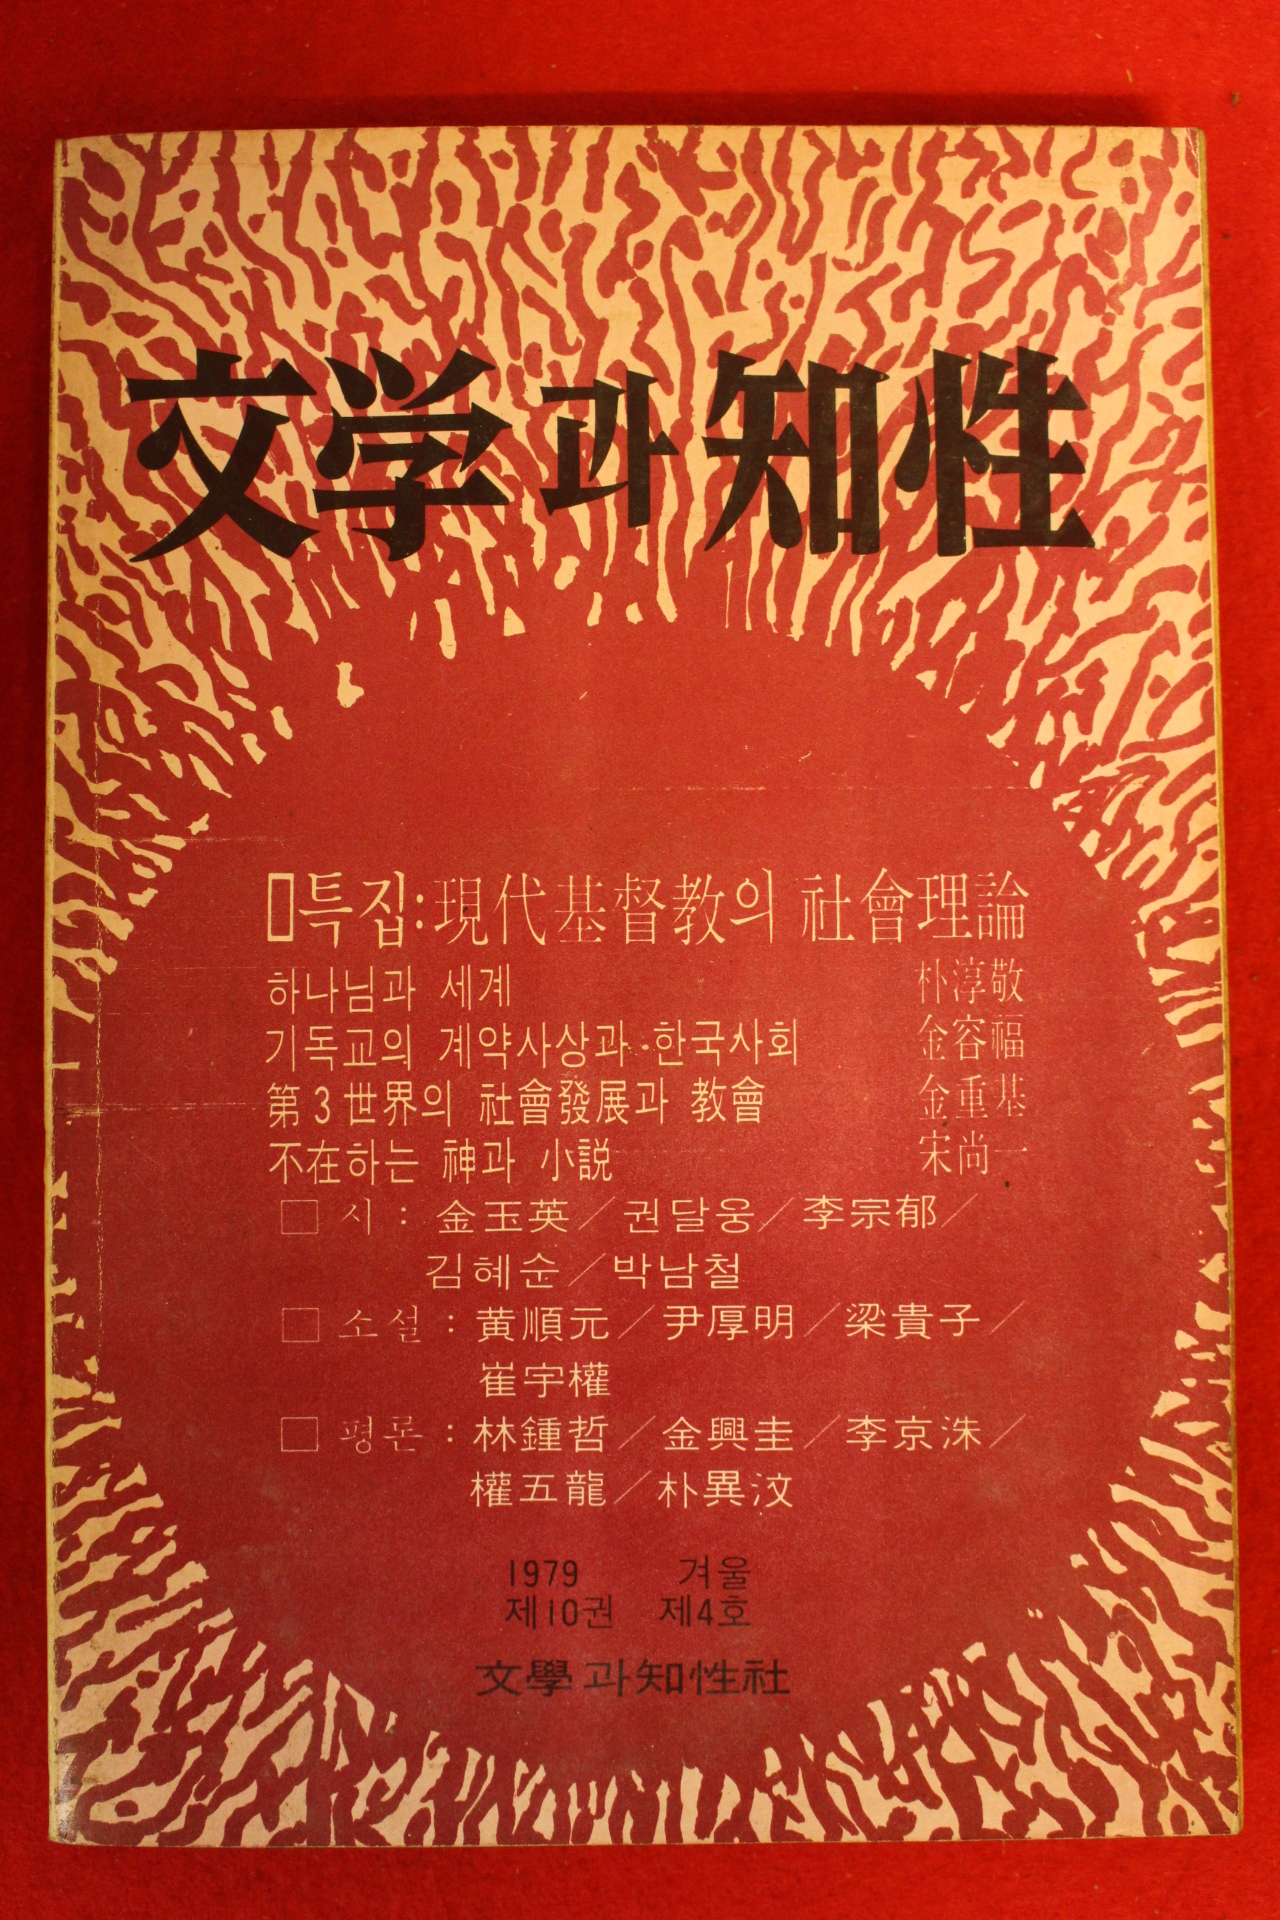 文学과知性
▯특집:現代基督教의 社會理論
하나님과 세계 朴淳敬
기독교의 계약사상과·한국사회 金容福
第3世界의 社會發展과 教會 金重基
不在하는 神과 小説 宋尚一
□ 시 : 金玉英／권달웅／李宗郁／
김혜순／박남철
□ 소설 : 黄順元／尹厚明／梁貴子／
崔宇權
□ 평론 : 林鍾哲／金興圭／李京洙／
權五龍／朴異汶
1979 겨울
제10권 제4호
文學과知性社